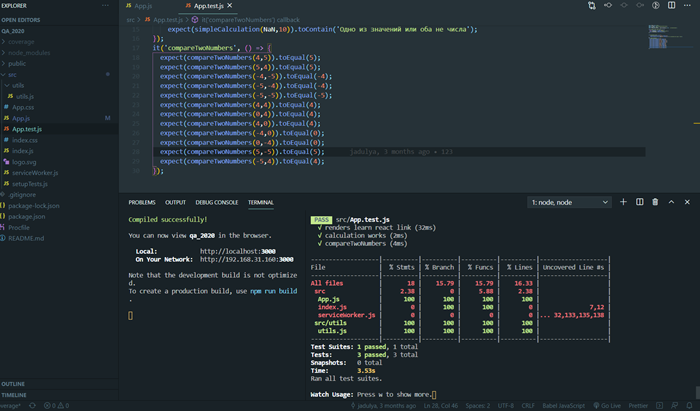 EXPLORER
OPEN EDITORS
QA_2020
coverage
node_modules
public
src
utils
utils.js
App.css
App.js M
App.test.js
index.css
index.js
logo.svg
serviceWorker.js
setupTests.js
.gitignore
package-lock.json
package.json
Procfile
README.md
OUTLINE
TIMELINE
App.js
App.test.js ×
src > App.test.js > it('compareTwoNumbers') callback
expect(simpleCalculation(NaN,10)).toContain('Одно из значений или оба не числа');
});
it('compareTwoNumbers', () => {
expect(compareTwoNumbers(4,5)).toEqual(5);
expect(compareTwoNumbers(5,4)).toEqual(5);
expect(compareTwoNumbers(-4,-5)).toEqual(-4);
expect(compareTwoNumbers(-5,-4)).toEqual(-4);
expect(compareTwoNumbers(-5,-5)).toEqual(-5);
expect(compareTwoNumbers(4,4)).toEqual(4);
expect(compareTwoNumbers(4,0)).toEqual(4);
expect(compareTwoNumbers(0,4)).toEqual(4);
expect(compareTwoNumbers(-4,0)).toEqual(0);
expect(compareTwoNumbers(0,-4)).toEqual(0);
expect(compareTwoNumbers(5,-5)).toEqual(5); jadulya, 3 months ago • 123
expect(compareTwoNumbers(-5,4)).toEqual(4);
});
PROBLEMS OUTPUT DEBUG CONSOLE TERMINAL 1: node, node
Compiled successfully!
You can now view qa_2020 in the browser.
Local: http://localhost:3000
On Your Network: http://192.168.31.160:3000
Note that the development build is not optimize
d.
To create a production build, use npm run build
.
PASS src/App.test.js
√ renders learn react link (32ms)
√ calculation works (2ms)
√ compareTwoNumbers (4ms)
File | % Stmts | % Branch | % Funcs | % Lines | Uncovered Line #s |
All files | 18 | 15.79 | 15.79 | 16.33 | |
src | 2.38 | 0 | 5.88 | 2.38 | |
App.js | 100 | 100 | 100 | 100 | |
index.js | 0 | 100 | 100 | 0 | 7,12 |
serviceWorker.js | 0 | 0 | 0 | 0 | ... 32,133,135,138 |
src/utils | 100 | 100 | 100 | 100 | |
utils.js | 100 | 100 | 100 | 100 | |
Test Suites: 1 passed, 1 total
Tests: 3 passed, 3 total
Snapshots: 0 total
Time: 3.53s
Ran all test suites.
Watch Usage: Press w to show more.
verage* 0 0 jadulya, 3 months ago Ln 28, Col 46 Spaces: 2 UTF-8 CRLF Babel JavaScript Go Live Prettier